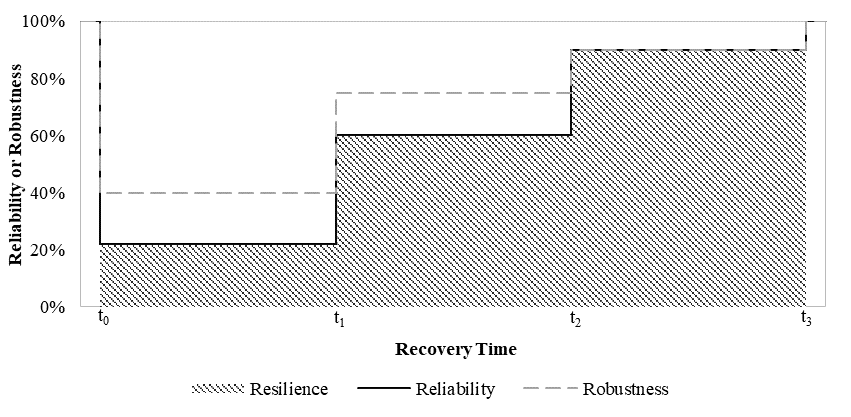 Reliability or Robustness
100%
80%
60%
40%
20%
0%
t₀ t₁ t₂ t₃
Recovery Time
Resilience Reliability Robustness